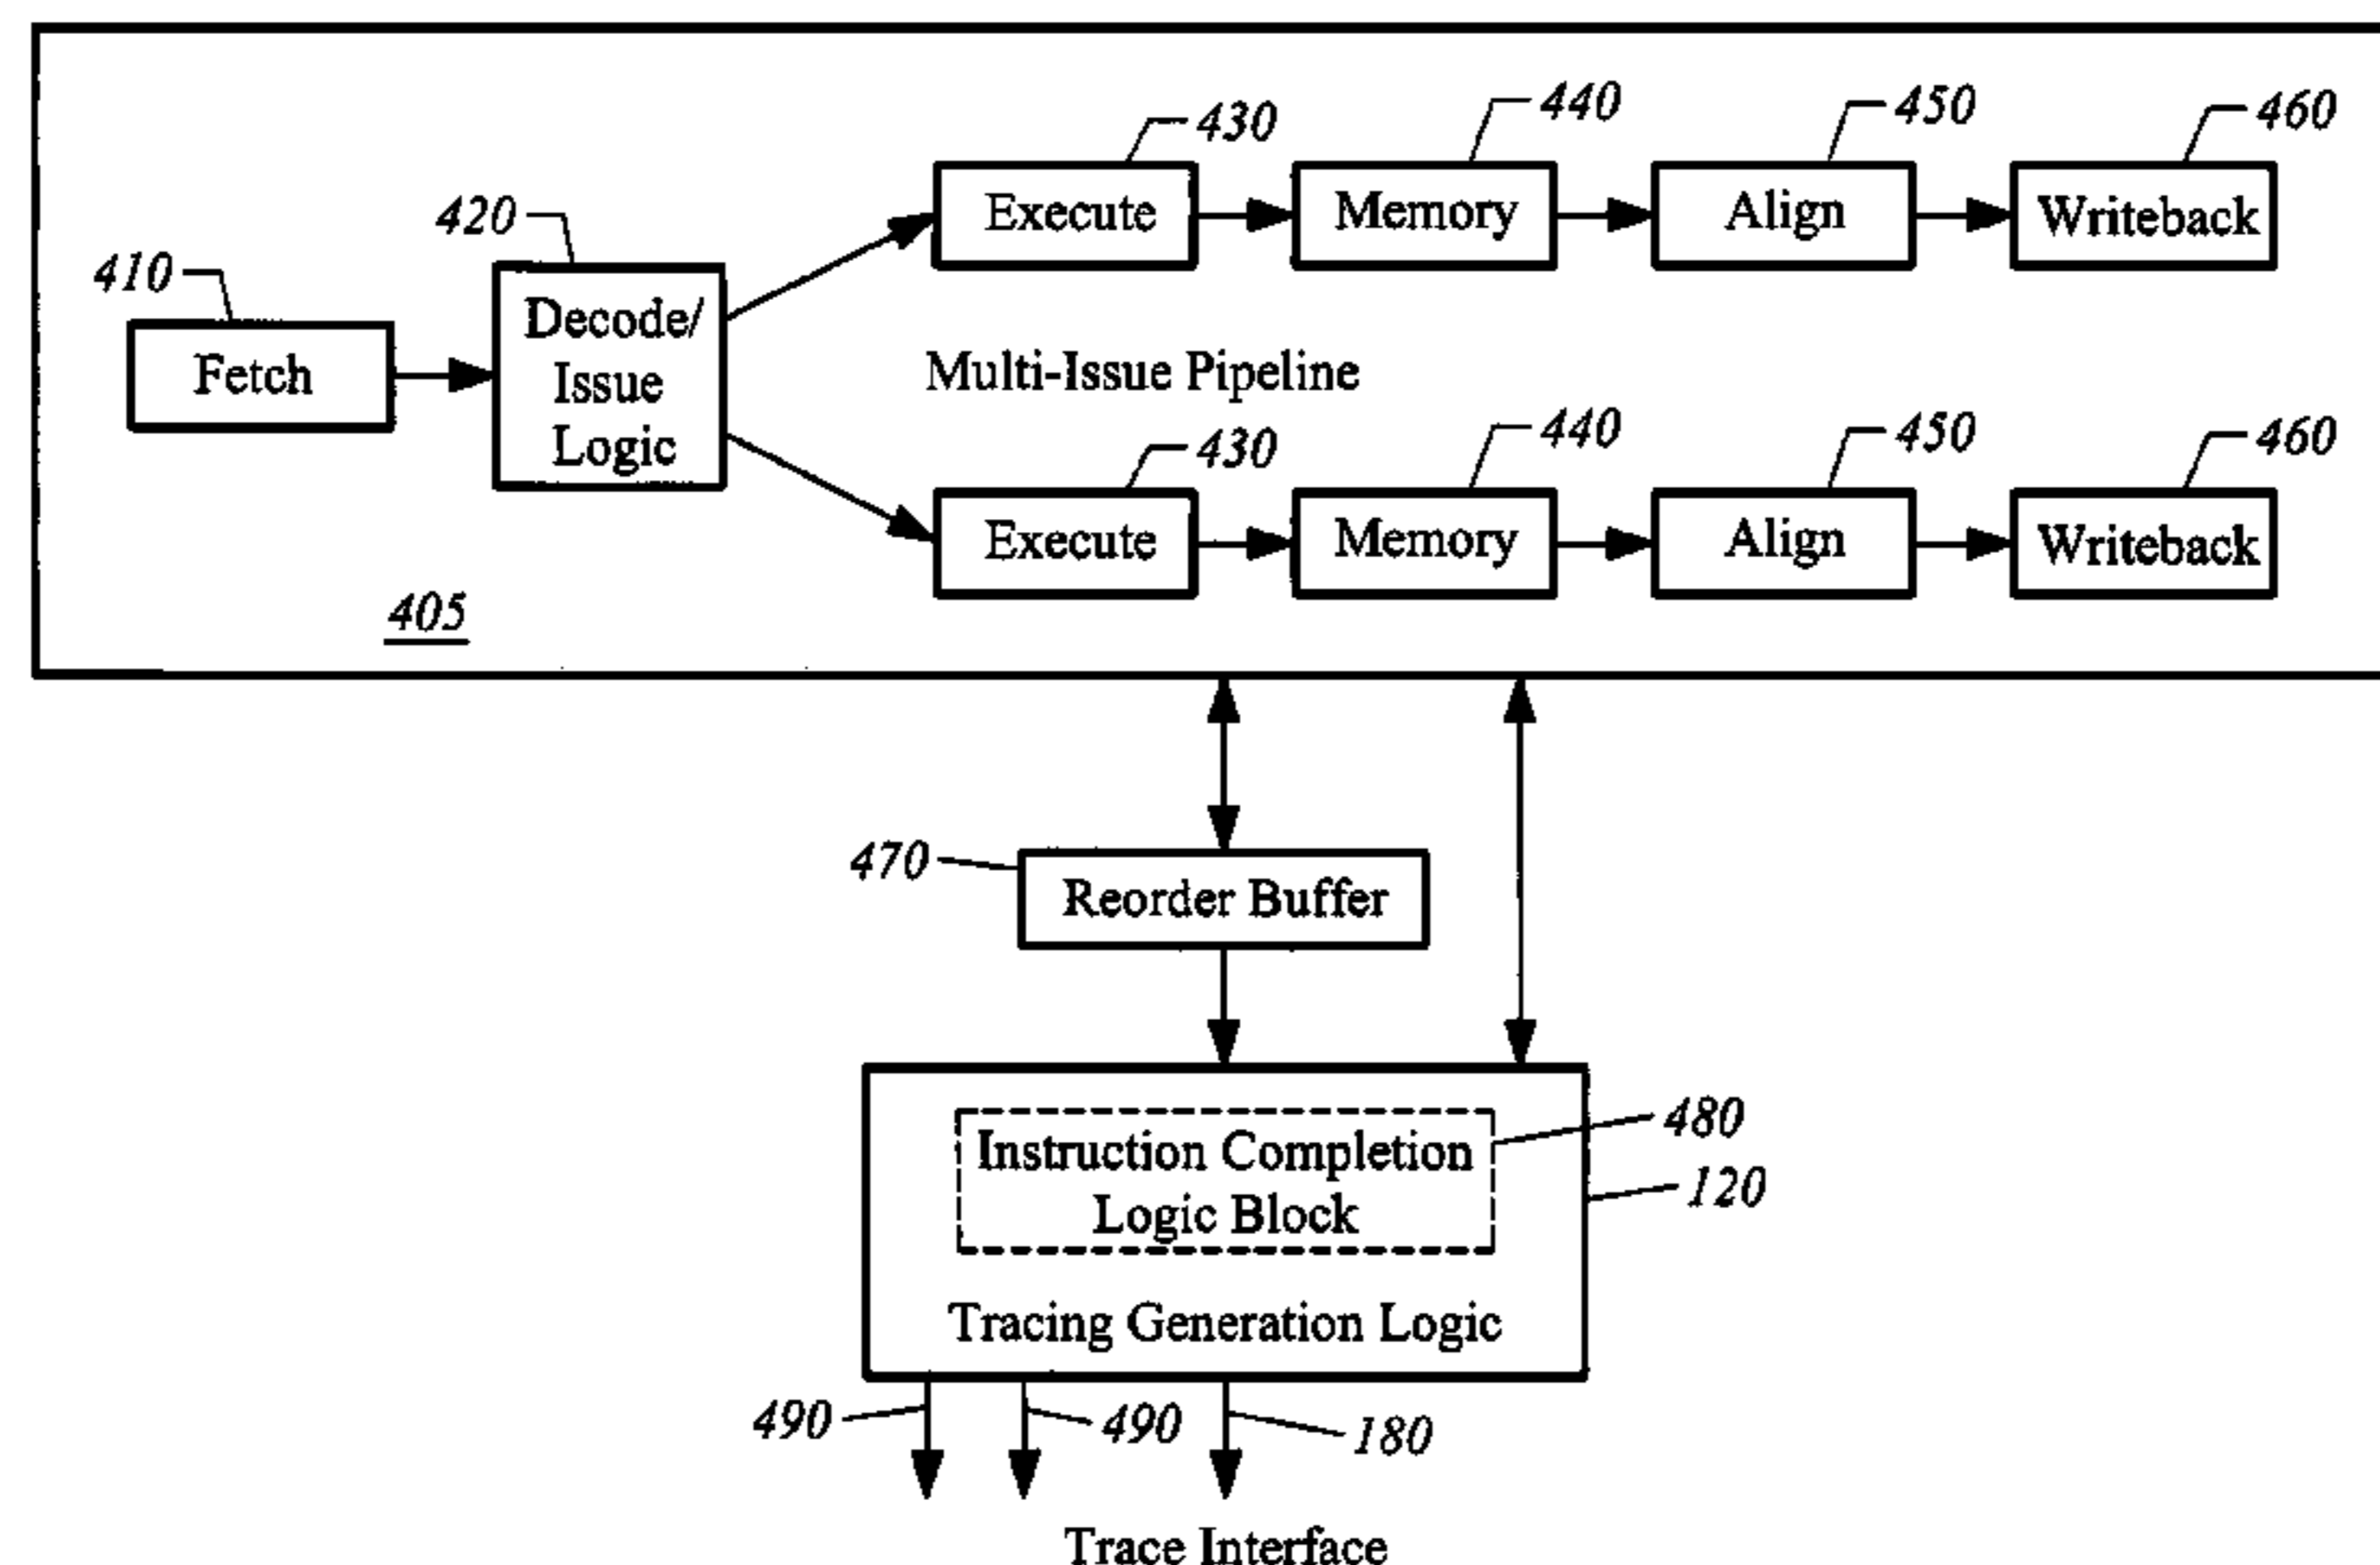 430
440
450
460
Execute
Memory
Align
Writeback
420
410
Fetch
Decode/
Issue
Logic
Multi-Issue Pipeline
430
440
450
460
Execute
Memory
Align
Writeback
405
470
Reorder Buffer
480
Instruction Completion
Logic Block
120
Tracing Generation Logic
490
490
180
Trace Interface